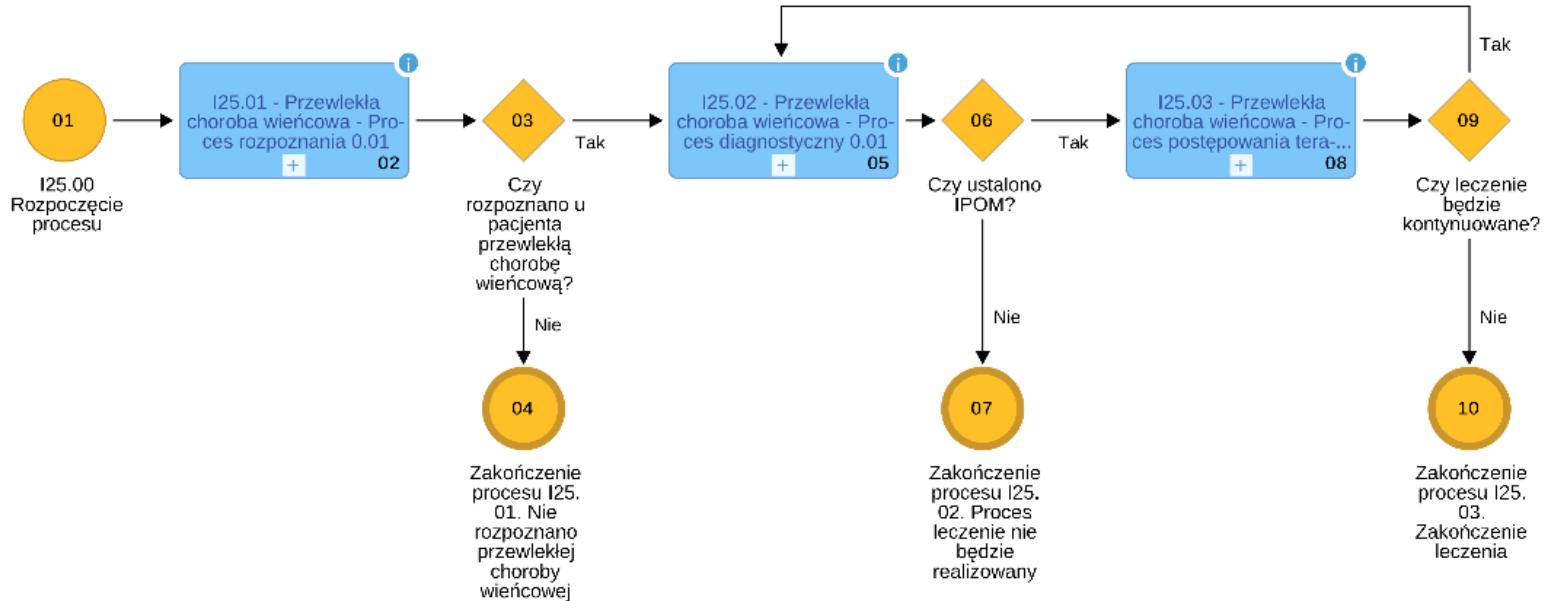 Tak
01
I25.00
Rozpoczęcie
procesu
I25.01 - Przewlekła
choroba wieńcowa - Pro-
ces rozpoznania 0.01
+
02
i
03
Tak
Czy
rozpoznano u
pacjenta
przewlekłą
chorobę
wieńcową?
Nie
04
Zakończenie
procesu I25.
01. Nie
rozpoznano
przewlekłej
choroby
wieńcowej
I25.02 - Przewlekła
choroba wieńcowa - Pro-
ces diagnostyczny 0.01
+
05
i
06
Tak
Czy ustalono
IPOM?
Nie
07
Zakończenie
procesu I25.
02. Proces
leczenie nie
będzie
realizowany
I25.03 - Przewlekła
choroba wieńcowa - Pro-
ces postępowania tera-...
+
08
i
09
Czy leczenie
będzie
kontynuowane?
Nie
10
Zakończenie
procesu I25.
03.
Zakończenie
leczenia